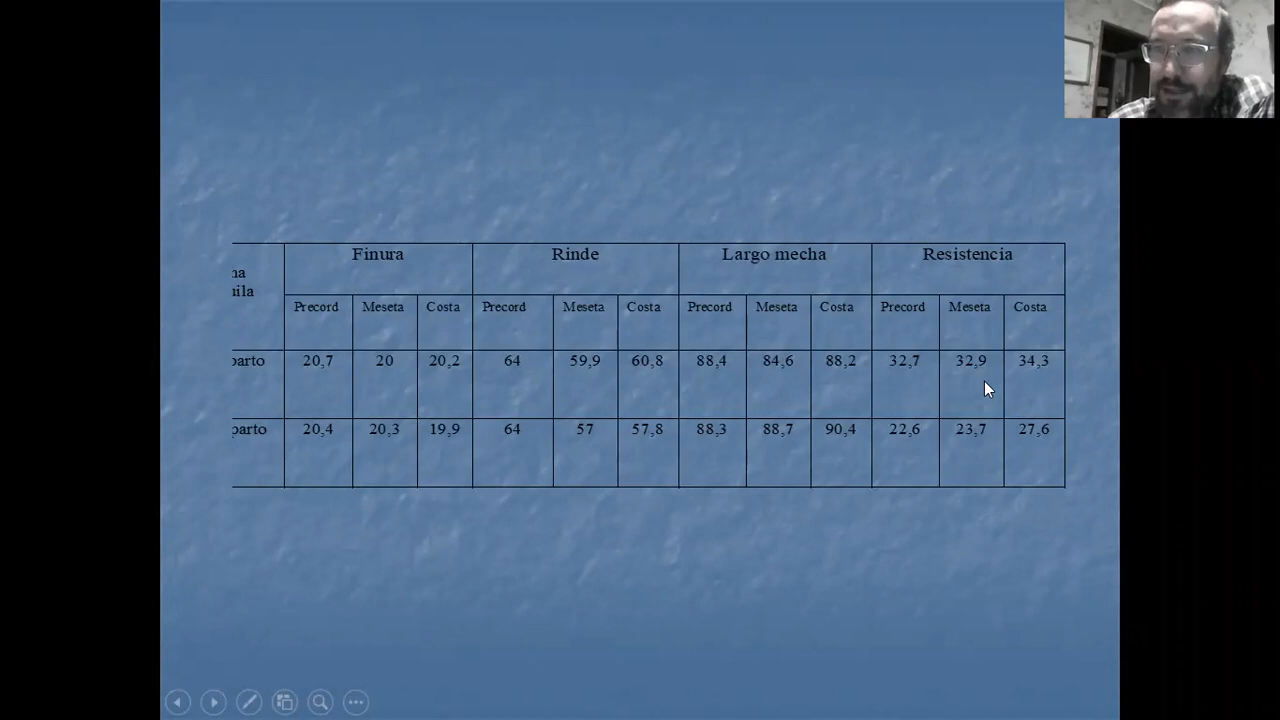 Finura Rinde Largo mecha Resistencia
Precord Meseta Costa Precord Meseta Costa Precord Meseta Costa Precord Meseta Costa
parto 20,7 20 20,2 64 59,9 60,8 88,4 84,6 88,2 32,7 32,9 34,3
parto 20,4 20,3 19,9 64 57 57,8 88,3 88,7 90,4 22,6 23,7 27,6